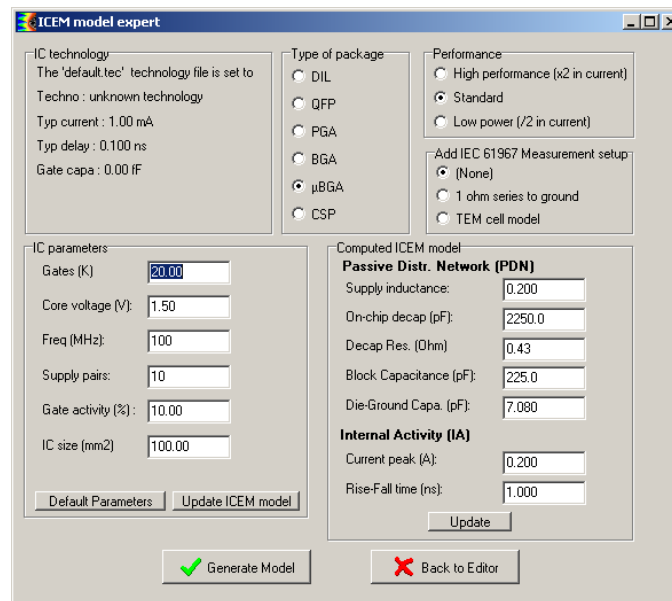 ICEM model expert
IC technology
The 'default.tec' technology file is set to
Techno : unknown technology
Typ current : 1.00 mA
Typ delay : 0.100 ns
Gate capa : 0.00 fF
Type of package
DIL
QFP
PGA
BGA
µBGA
CSP
Performance
High performance (x2 in current)
Standard
Low power (/2 in current)
Add IEC 61967 Measurement setup
(None)
1 ohm series to ground
TEM cell model
IC parameters
Gates (K) 20.00
Core voltage (V): 1.50
Freq (MHz): 100
Supply pairs: 10
Gate activity (%) : 10.00
IC size (mm2) 100.00
Default Parameters Update ICEM model
Computed ICEM model
Passive Distr. Network (PDN)
Supply inductance: 0.200
On-chip decap (pF): 2250.0
Decap Res. (Ohm) 0.43
Block Capacitance (pF): 225.0
Die-Ground Capa. (pF): 7.080
Internal Activity (IA)
Current peak (A): 0.200
Rise-Fall time (ns): 1.000
Update
Generate Model Back to Editor